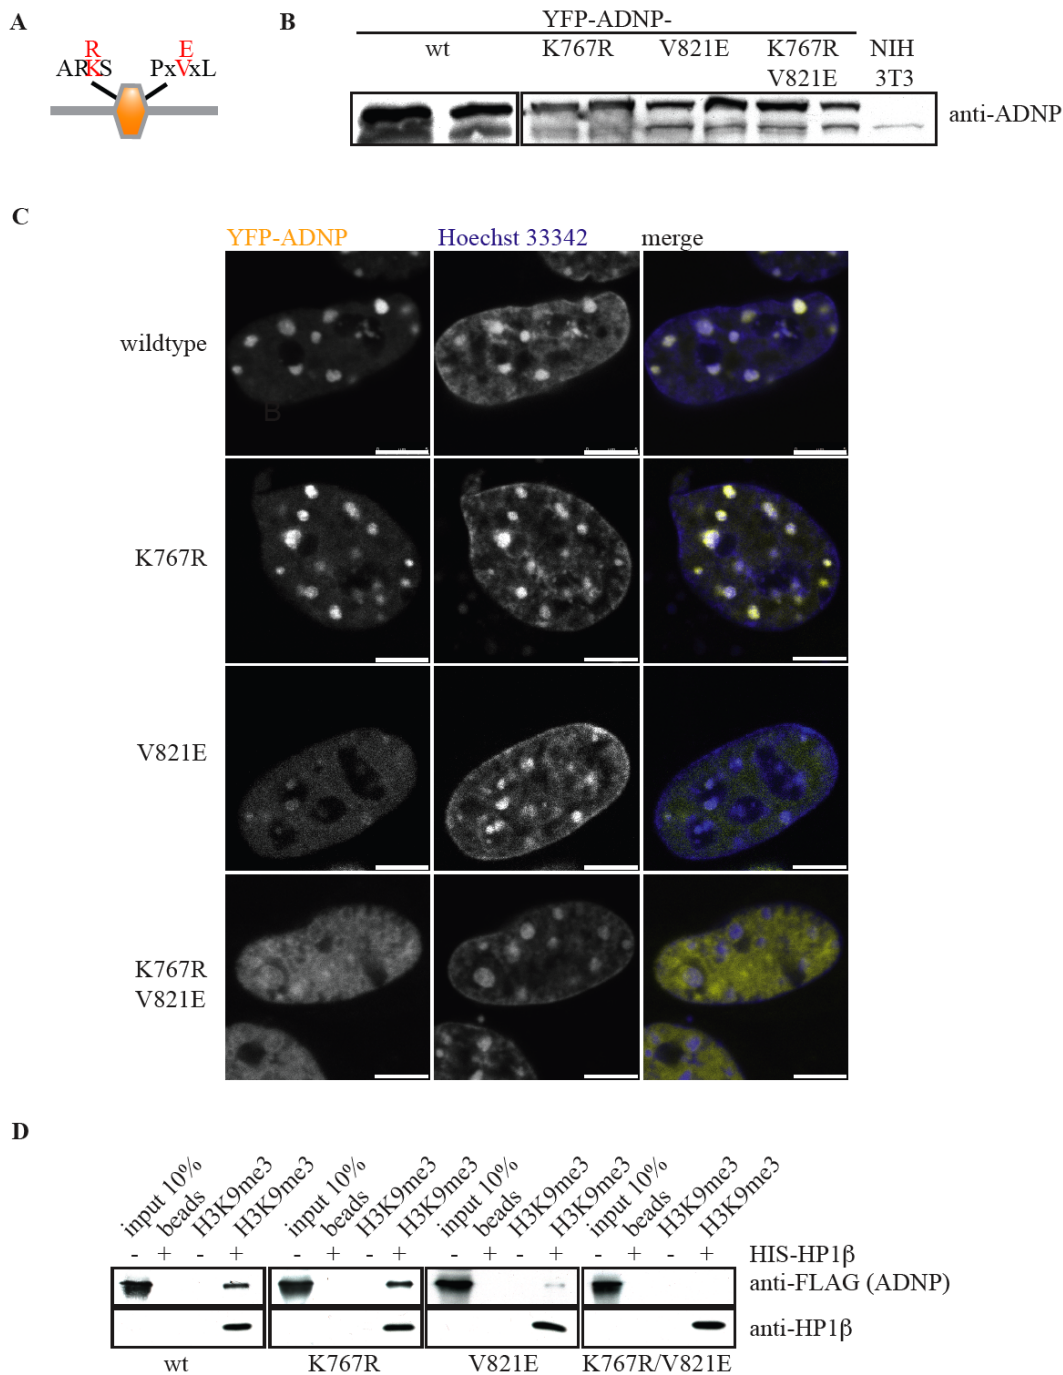 A
R
ARKS
E
PxVxL
B
YFP-ADNP-
wt K767R V821E K767R NIH
V821E 3T3
anti-ADNP
C
YFP-ADNP Hoechst 33342 merge
wildtype
B
K767R
V821E
K767R
V821E
D
input 10% beads H3K9me3 H3K9me3 input 10% beads H3K9me3 H3K9me3 input 10% beads H3K9me3 H3K9me3 input 10% beads H3K9me3 H3K9me3
- + - + - + - + - + - + - + - + HIS-HP1β
anti-FLAG (ADNP)
anti-HP1β
wt K767R V821E K767R/V821E